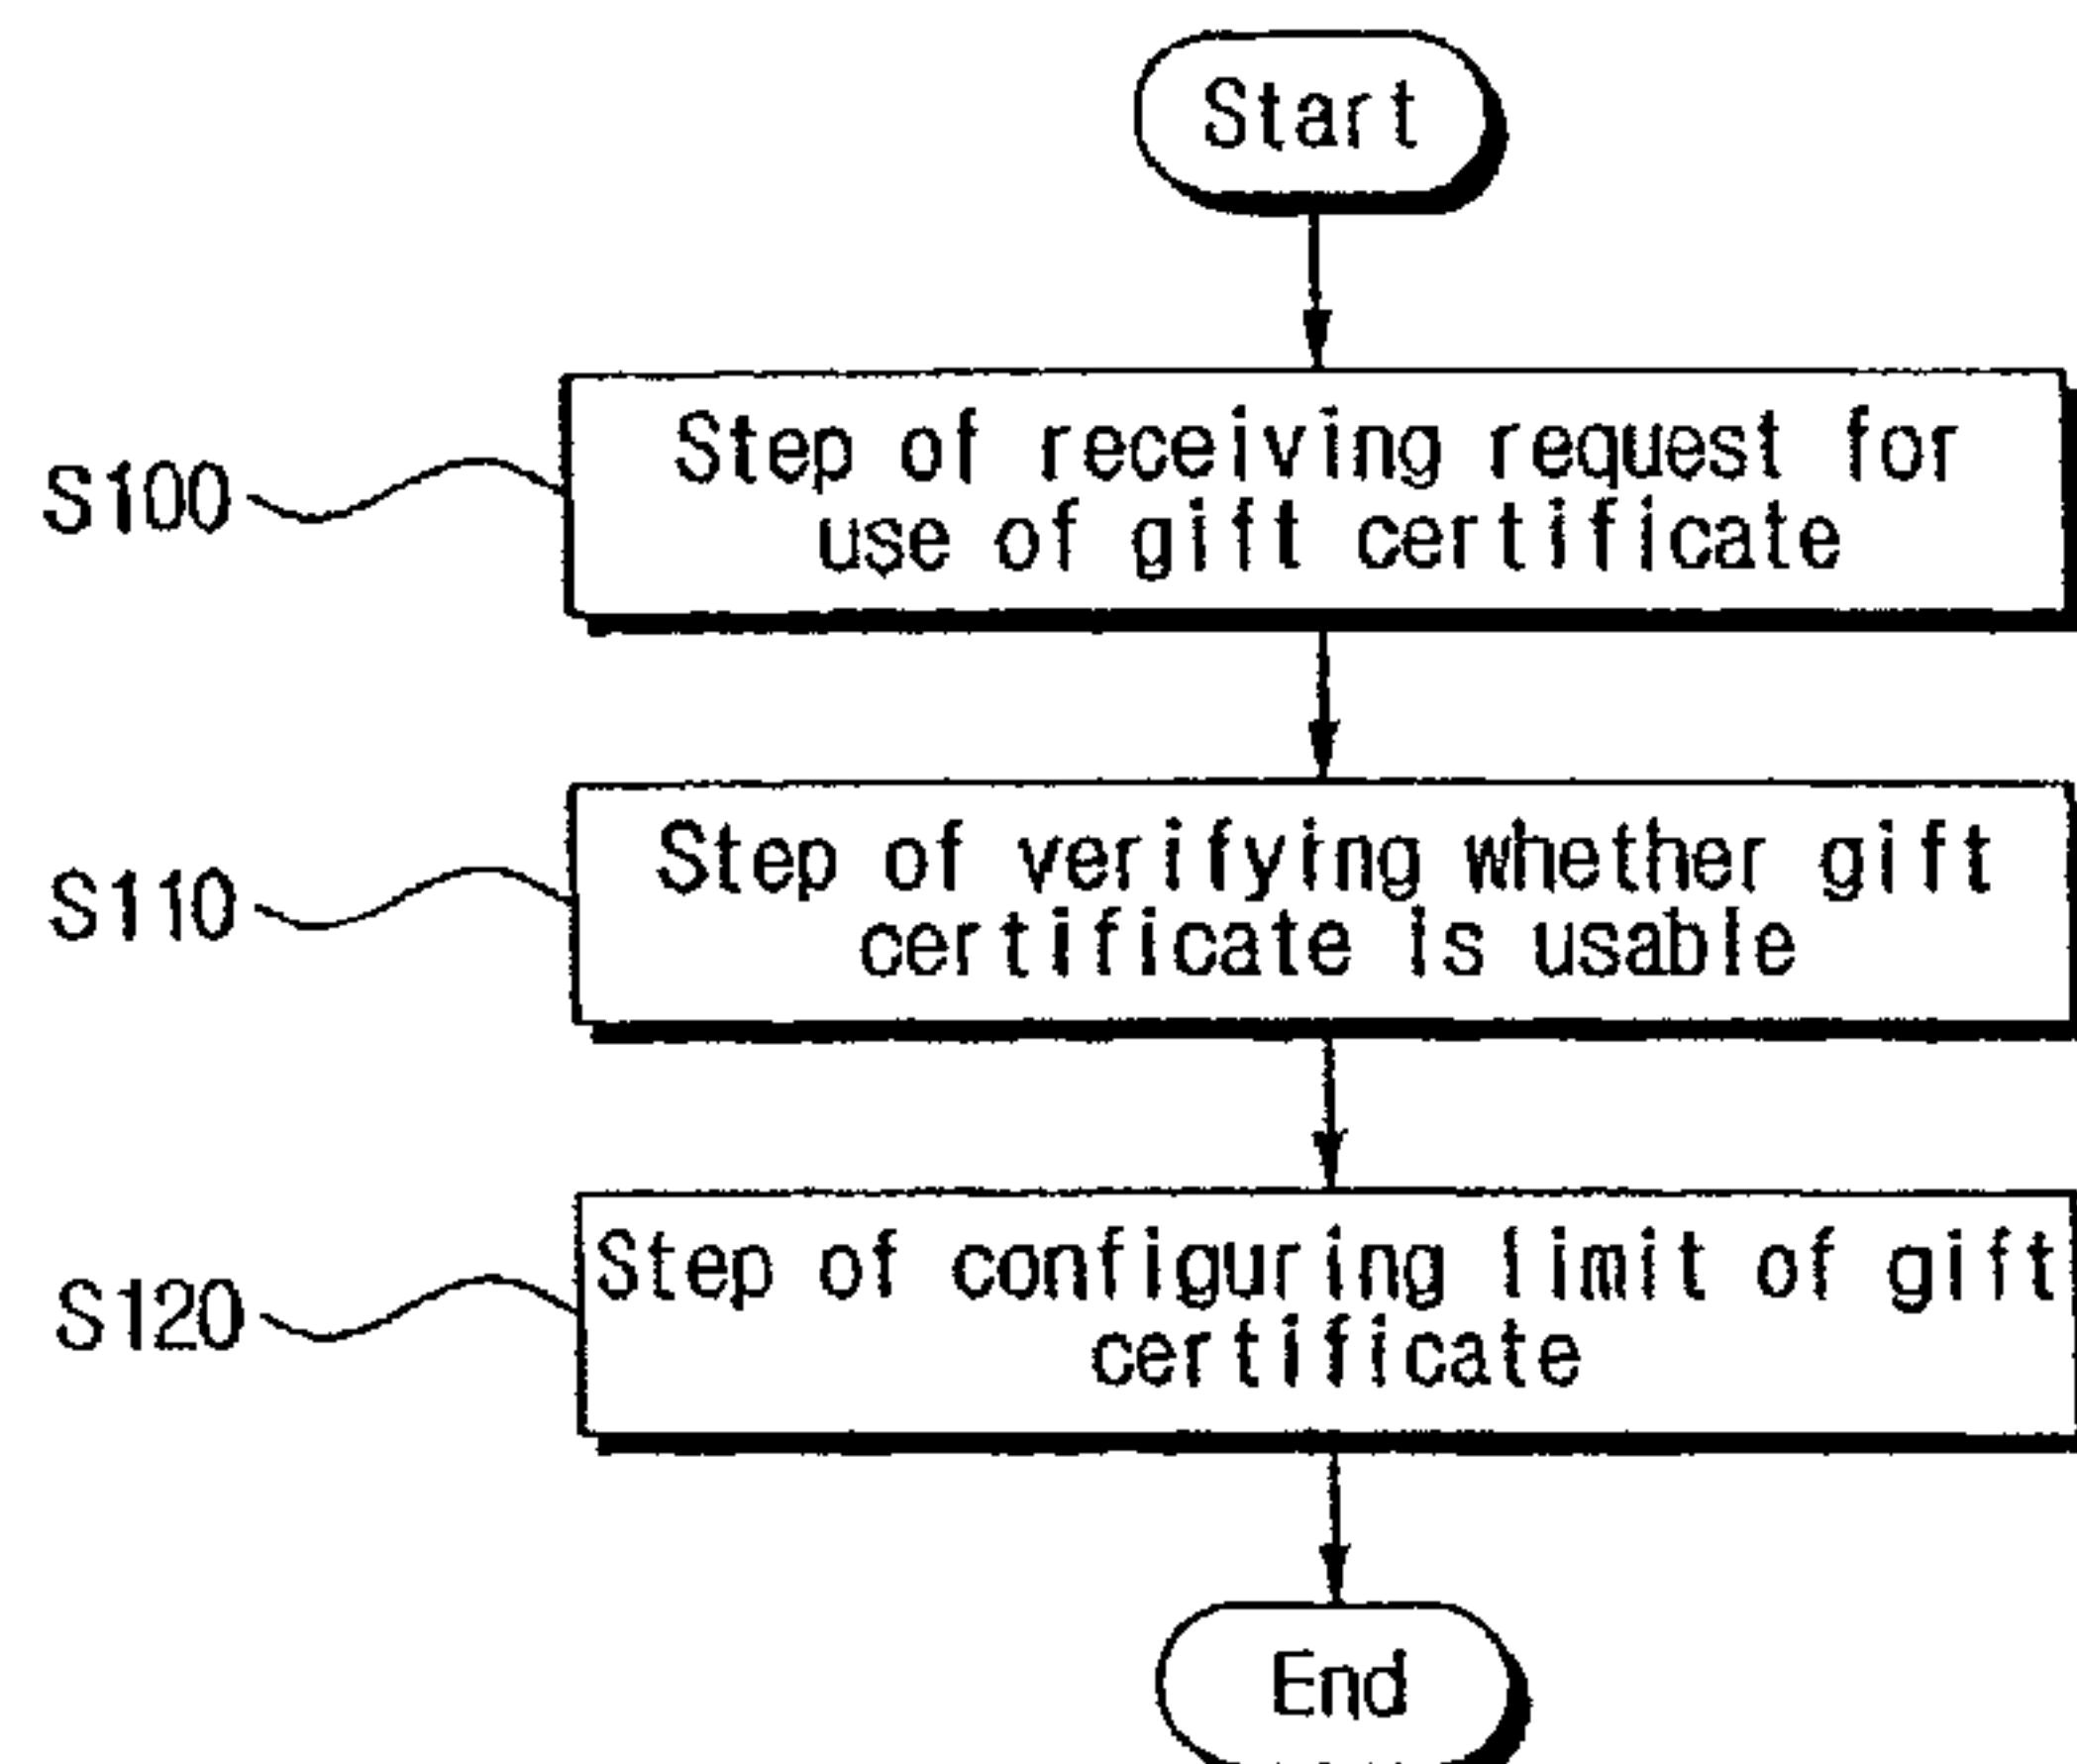 Start
S100
Step of receiving request for
use of gift certificate
S110
Step of verifying whether gift
certificate is usable
S120
Step of configuring limit of gift
certificate
End